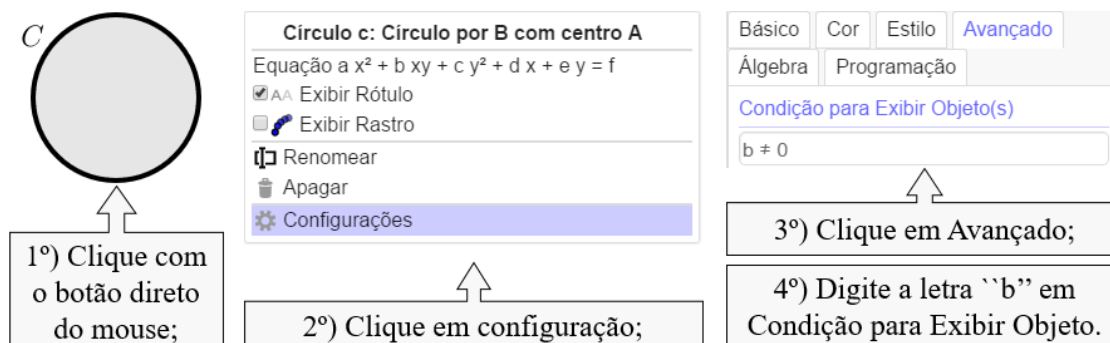 C
1º) Clique com
o botão direto
do mouse;
Círculo c: Círculo por B com centro A
Equação a x² + b xy + c y² + d x + e y = f
AA Exibir Rótulo
Exibir Rastro
Renomear
Apagar
Configurações
2º) Clique em configuração;
Básico Cor Estilo Avançado
Álgebra Programação
Condição para Exibir Objeto(s)
b ≠ 0
3º) Clique em Avançado;
4º) Digite a letra ``b’’ em
Condição para Exibir Objeto.